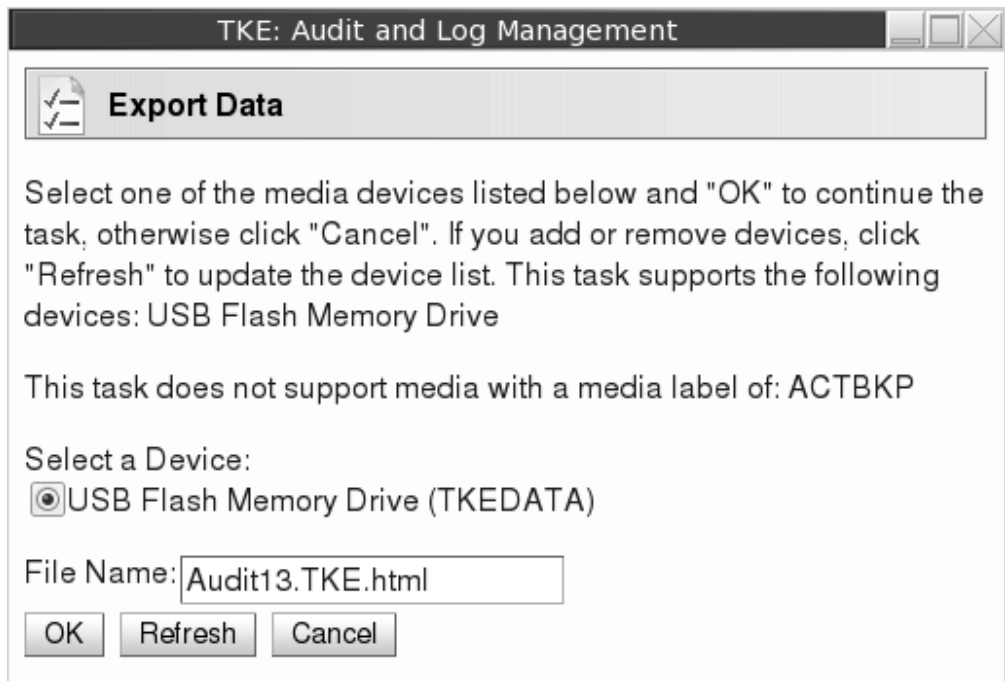 TKE: Audit and Log Management
Export Data
Select one of the media devices listed below and "OK" to continue the
task, otherwise click "Cancel". If you add or remove devices, click
"Refresh" to update the device list. This task supports the following
devices: USB Flash Memory Drive
This task does not support media with a media label of: ACTBKP
Select a Device:
USB Flash Memory Drive (TKEDATA)
File Name: Audit13.TKE.html
OK Refresh Cancel